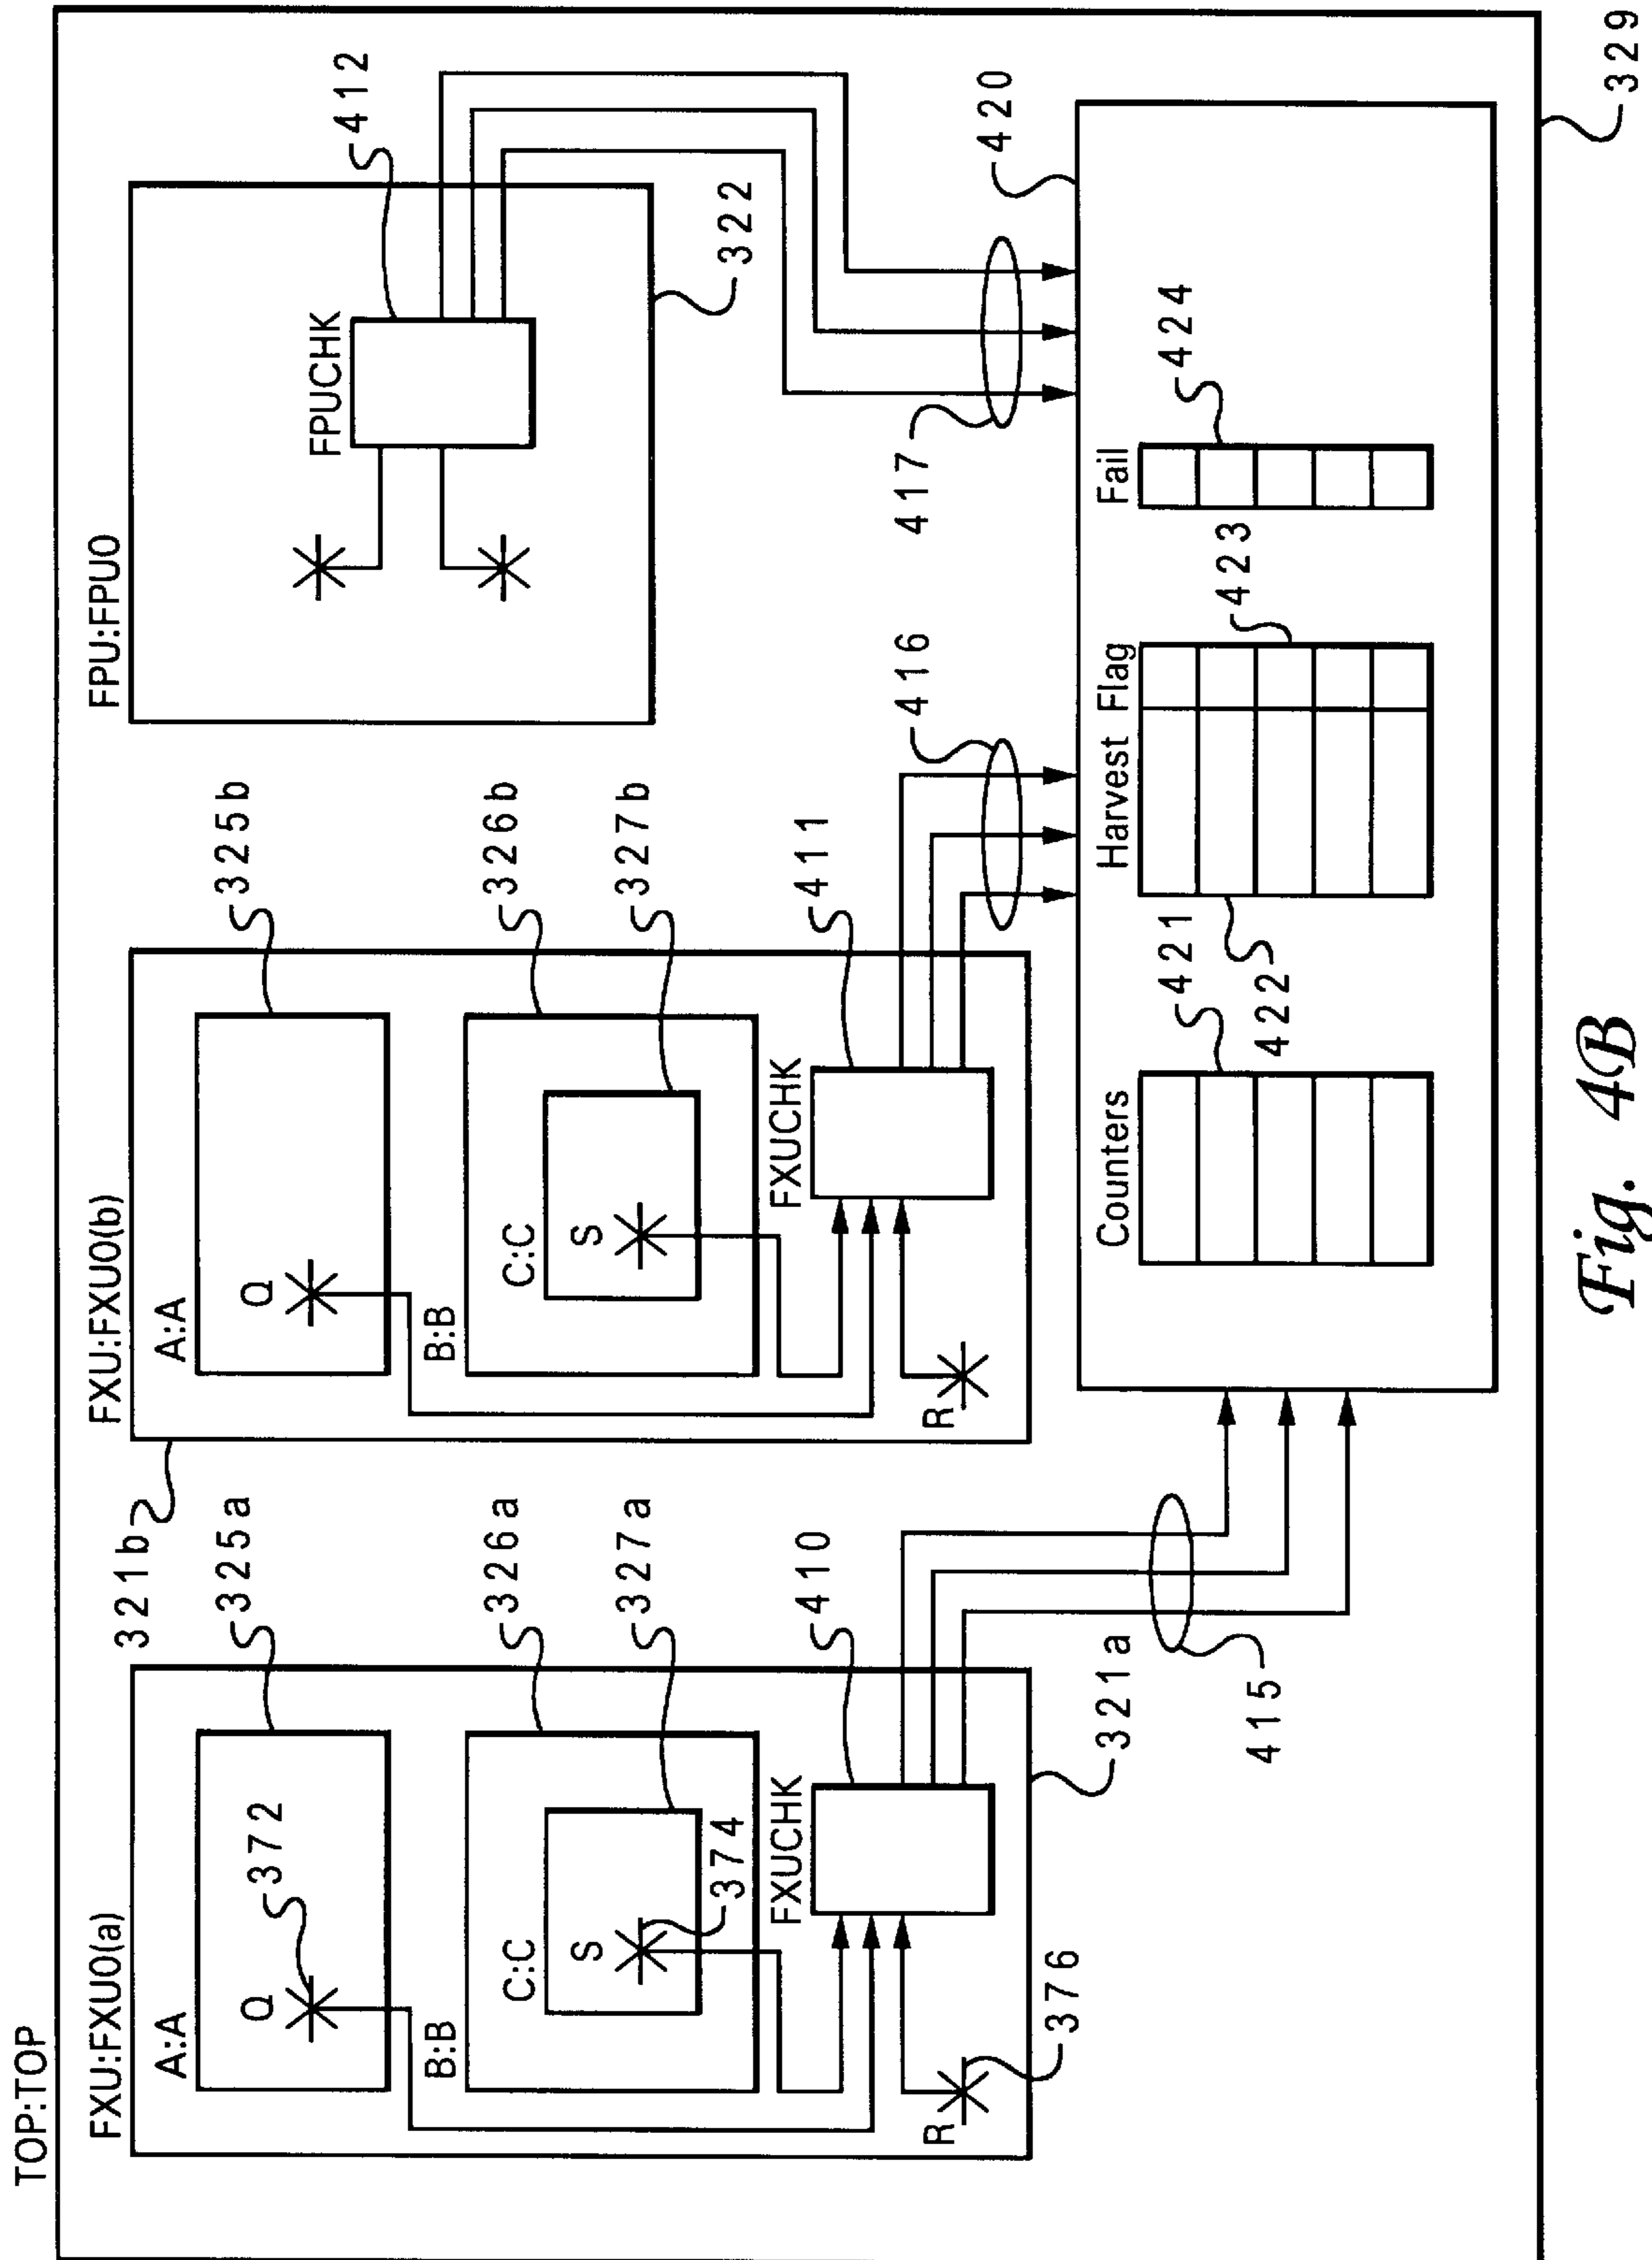 TOP:TOP
FXU:FXU0(a)
A:A
Q
372
325a
B:B
C:C
S
374
326a
327a
FXUCHK
410
R
376
321a
415
321b
FXU:FXU0(b)
A:A
Q
325b
B:B
C:C
S
326b
327b
FXUCHK
411
R
416
FPU:FPU0
FPUCHK
412
322
417
420
Counters
421
Harvest Flag
422
423
Fail
424
329
Fig. 4B